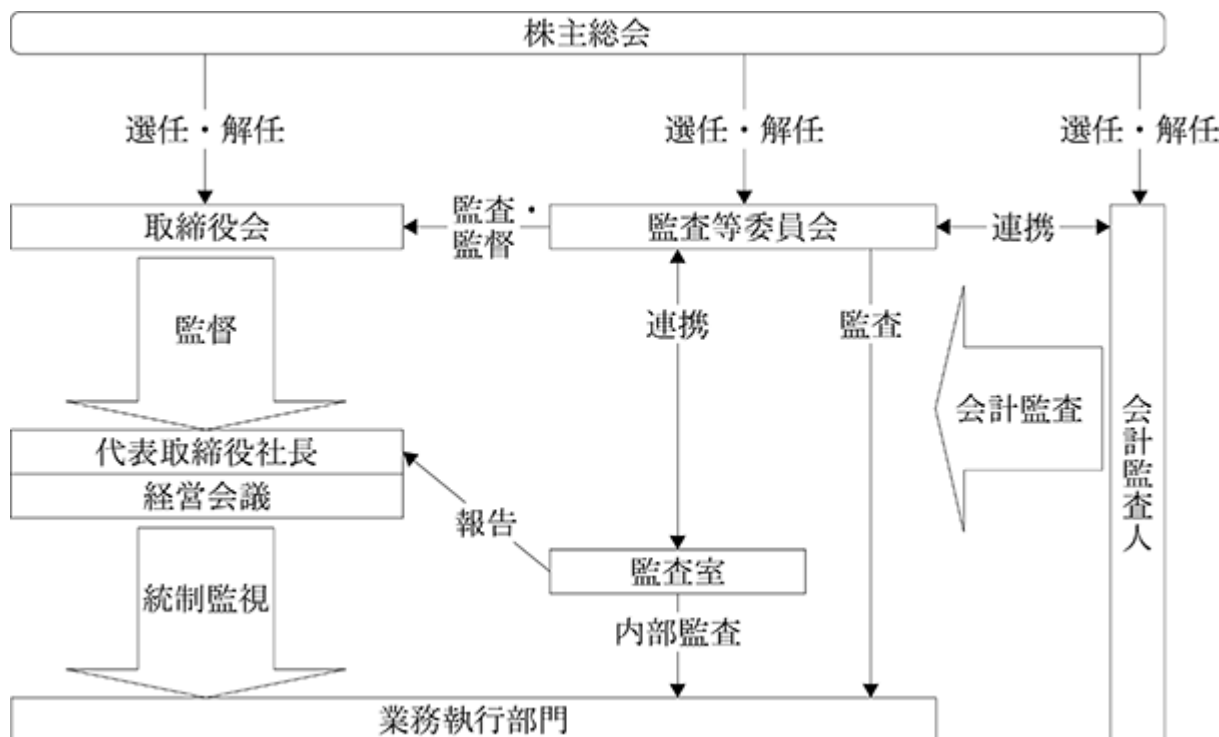 株主総会
選任・解任
選任・解任
選任・解任
取締役会
監査・
監督
監査等委員会
連携
監督
連携
監査
会計監査
会計監査人
代表取締役社長
経営会議
報告
監査室
統制監視
内部監査
業務執行部門